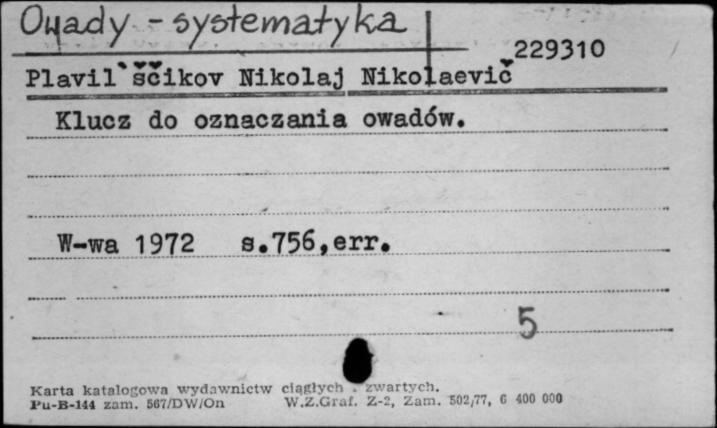 Owady - systematyka
229310
Plavil`ščikov Nikolaj Nikolaevič
Klucz do oznaczania owadów.
W-wa 1972 s.756,err.
5
Karta katalogowa wydawnictw ciągłych . zwartych.
Pu-B-144 zam. 567/DW/On W.Z.Graf. Z-2, Zam. 502/77, 6 400 000